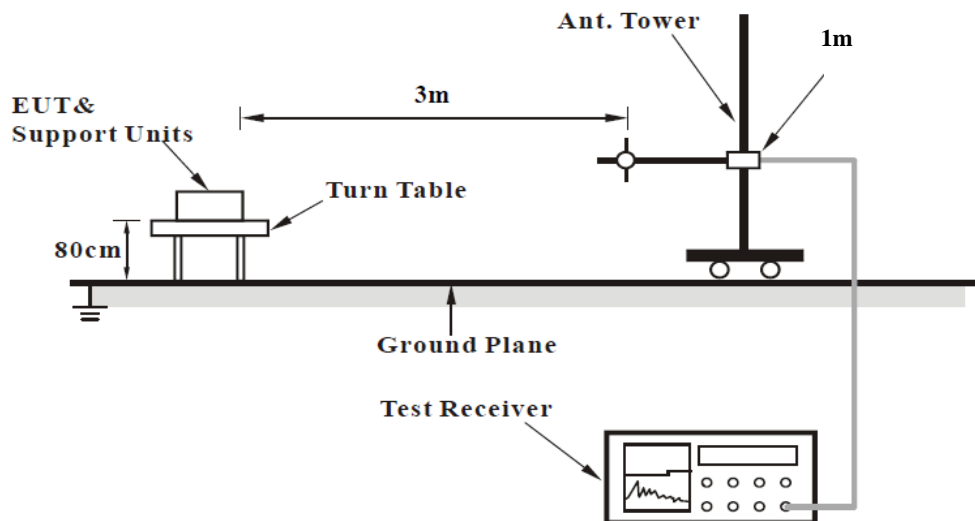 Ant. Tower
1m
3m
EUT&
Support Units
Turn Table
80cm
Ground Plane
Test Receiver